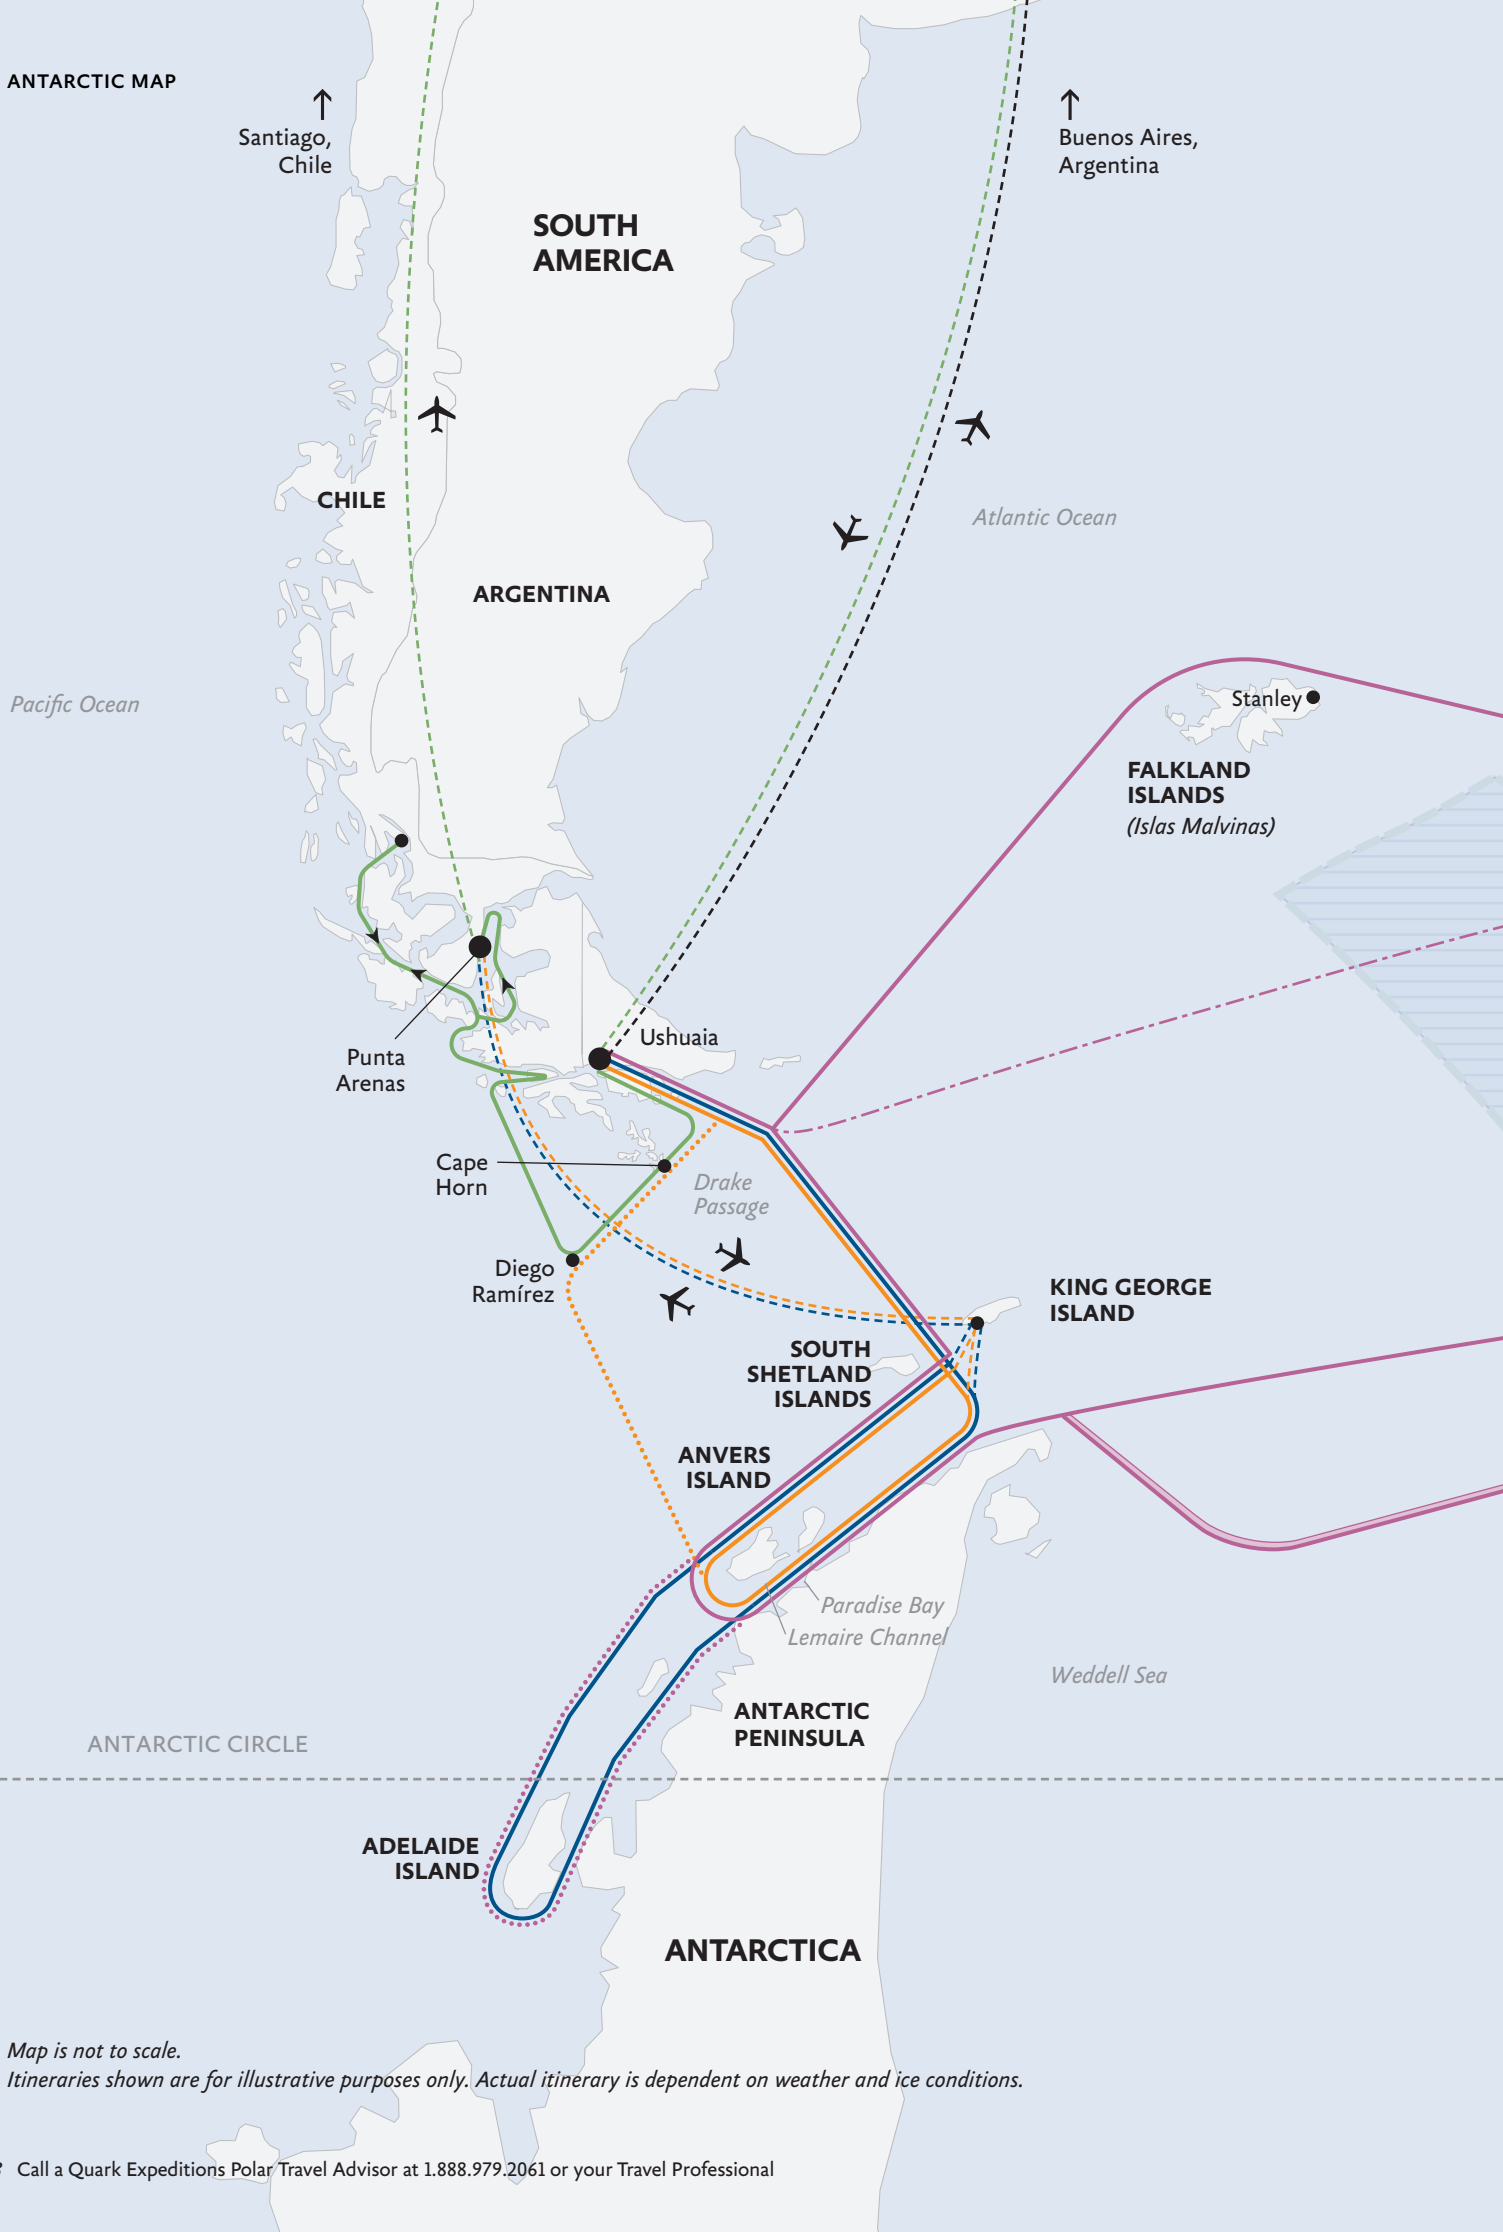 ANTARCTIC MAP
Santiago,
Chile
Buenos Aires,
Argentina
SOUTH
AMERICA
CHILE
Atlantic Ocean
ARGENTINA
Pacific Ocean
Stanley
FALKLAND
ISLANDS
(Islas Malvinas)
Ushuaia
Punta
Arenas
Cape
Horn
Drake
Passage
Diego
Ramírez
KING GEORGE
ISLAND
SOUTH
SHETLAND
ISLANDS
ANVERS
ISLAND
Paradise Bay
Lemaire Channel
Weddell Sea
ANTARCTIC
PENINSULA
ANTARCTIC CIRCLE
ADELAIDE
ISLAND
ANTARCTICA
Map is not to scale.
Itineraries shown are for illustrative purposes only. Actual itinerary is dependent on weather and ice conditions.
Call a Quark Expeditions Polar Travel Advisor at 1.888.979.2061 or your Travel Professional